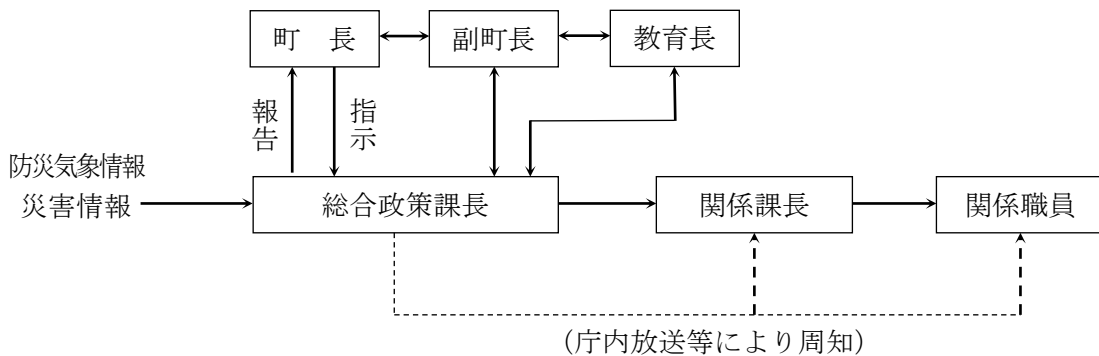 町　長
副町長
教育長
報告
指示
防災気象情報
災害情報
総合政策課長
関係課長
関係職員
（庁内放送等により周知）